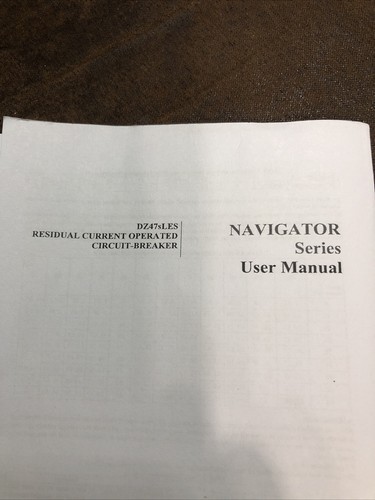 DZ47sLES
RESIDUAL CURRENT OPERATED
CIRCUIT-BREAKER
NAVIGATOR
Series
User Manual